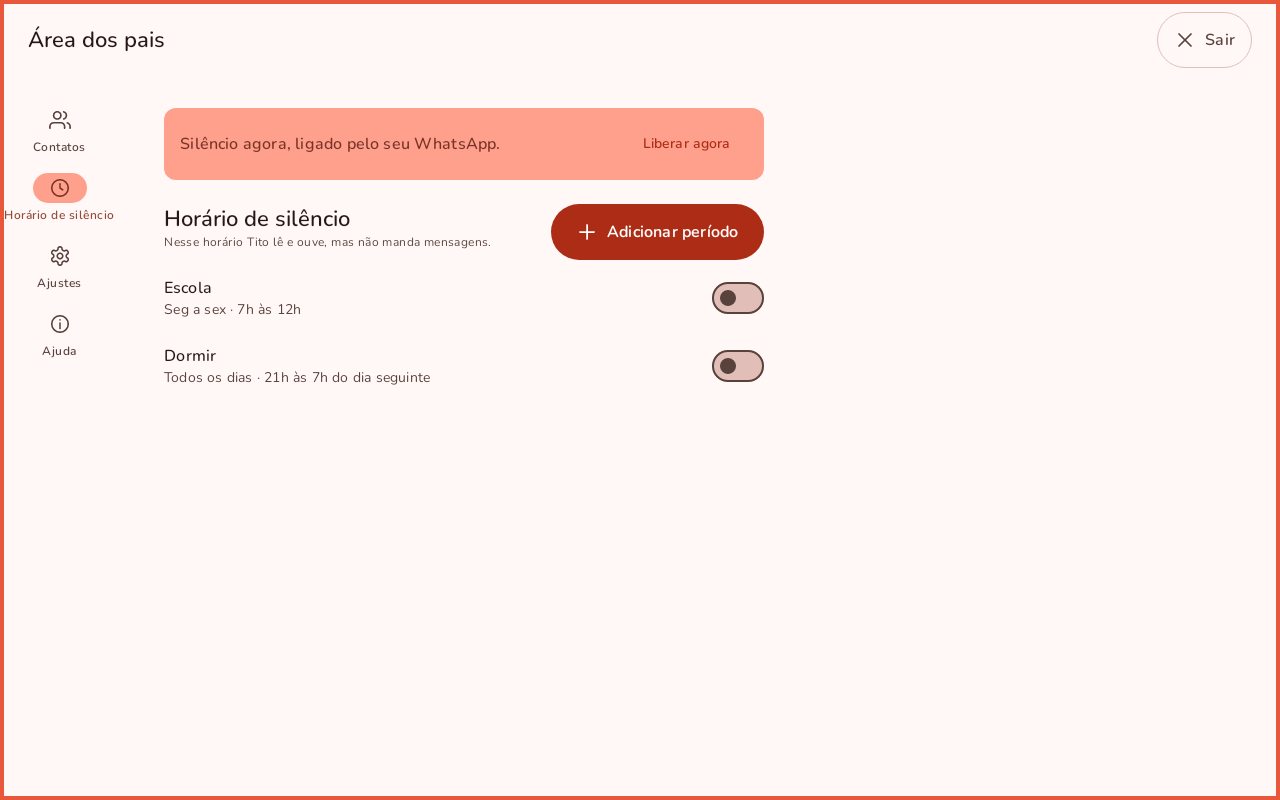 Área dos pais
Sair
Contatos
Horário de silêncio
Ajustes
Ajuda
Silêncio agora, ligado pelo seu WhatsApp.
Liberar agora
Horário de silêncio
Nesse horário Tito lê e ouve, mas não manda mensagens.
Adicionar período
Escola
Seg a sex · 7h às 12h
Dormir
Todos os dias · 21h às 7h do dia seguinte